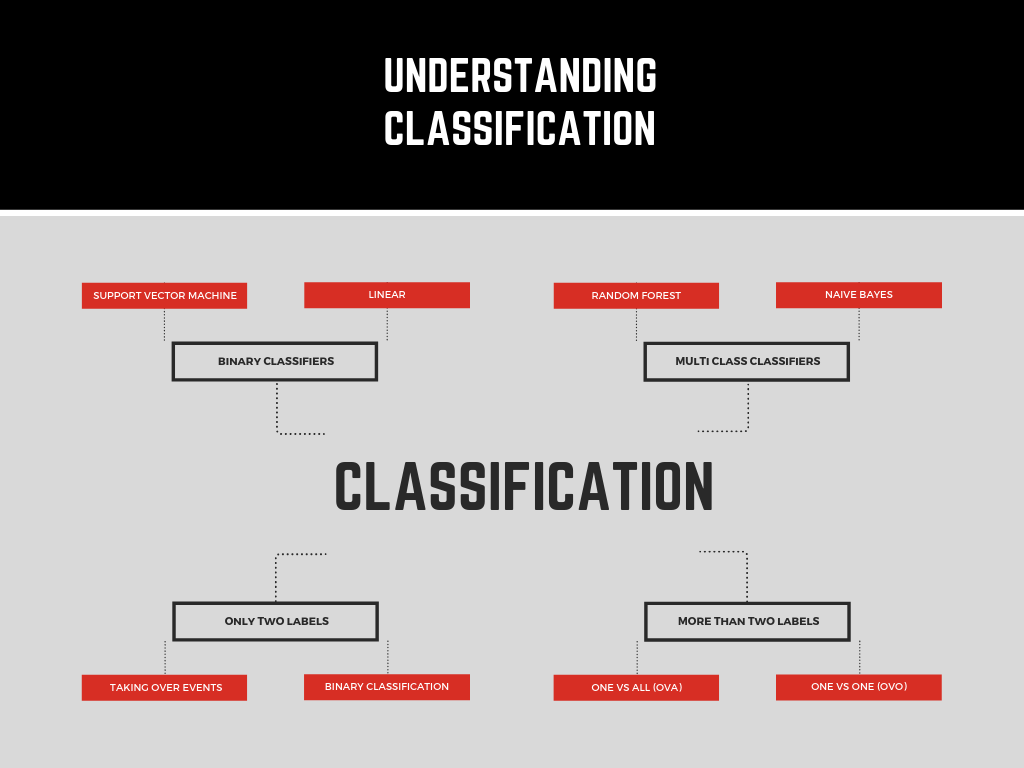 UNDERSTANDING
CLASSIFICATION
SUPPORT VECTOR MACHINE
LINEAR
RANDOM FOREST
NAIVE BAYES
BINARY CLASSIFIERS
MULTI CLASS CLASSIFIERS
CLASSIFICATION
ONLY TWO LABELS
MORE THAN TWO LABELS
TAKING OVER EVENTS
BINARY CLASSIFICATION
ONE VS ALL (OVA)
ONE VS ONE (OVO)